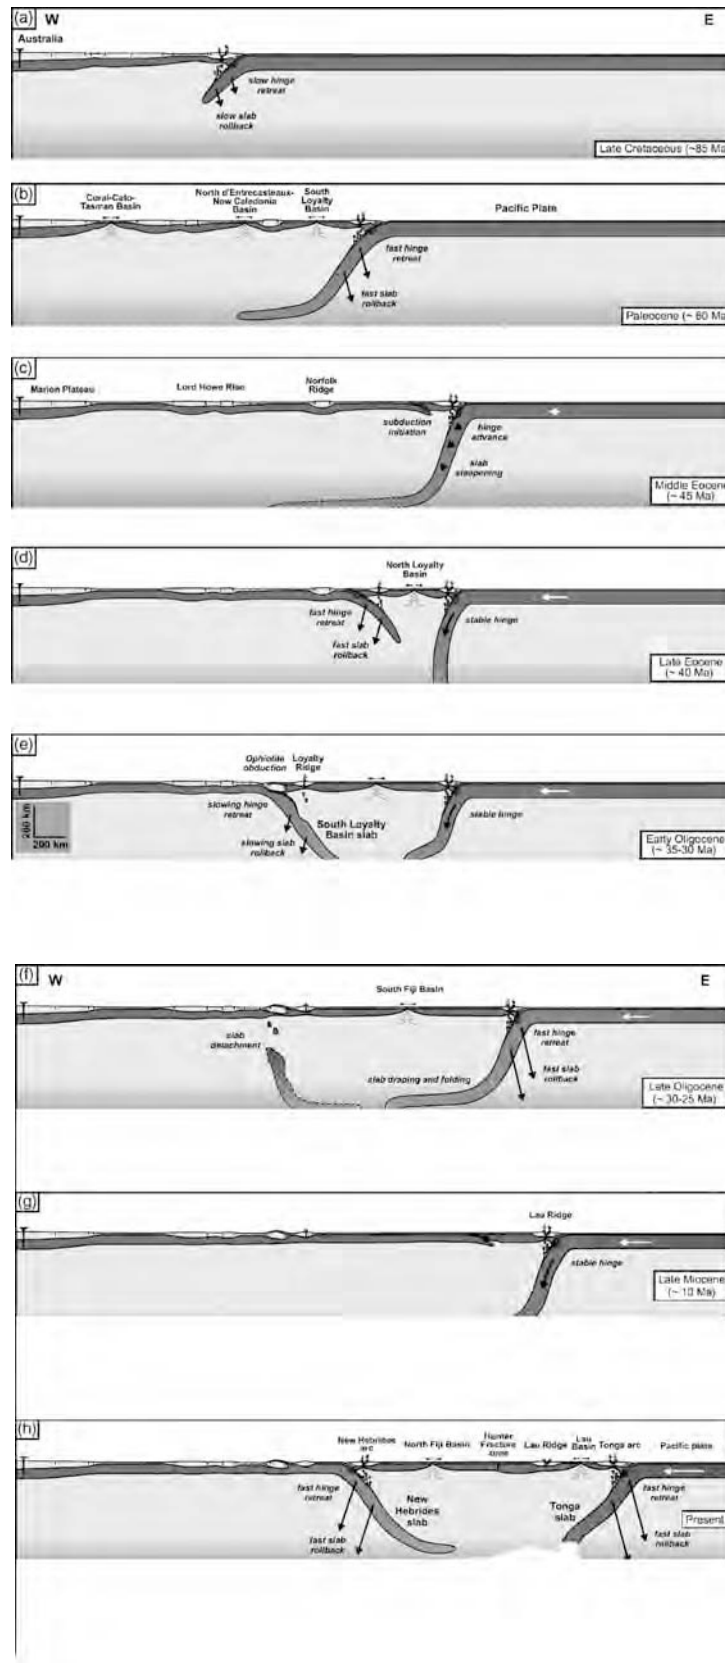 (a) W E
Australia
slow hinge
retreat
slow slab
rollback
Late Cretaceous (~85 Ma
(b)
Coral-Cato-
Tasman Basin
North d'Entrecasteaux-
New Caledonia
Basin
South
Loyalty
Basin
Pacific Plate
fast hinge
retreat
fast slab
rollback
Paleocene (~ 60 Ma
(c)
Marion Plateau
Lord Howe Rise
Norfolk
Ridge
subduction
initiation
hinge
advance
slab
steepening
Middle Eocene
(~ 45 Ma)
(d)
North Loyalty
Basin
fast hinge
retreat
fast slab
rollback
stable hinge
Late Eocene
(~ 40 Ma)
(e)
Ophiolite
obduction
Loyalty
Ridge
slowing hinge
retreat
slowing slab
rollback
South Loyalty
Basin slab
stable hinge
200 km
200 km
Early Oligocene
(~ 35-30 Ma)
(f) W E
South Fiji Basin
slab
detachment
slab draping and folding
fast hinge
retreat
fast slab
rollback
Late Oligocene
(~ 30-25 Ma)
(g)
Lau Ridge
stable hinge
Late Miocene
(~ 10 Ma)
(h)
New Hebrides
arc
North Fiji Basin
Hunter
Fracture
zone
Lau Ridge
Lau
Basin
Tonga arc
Pacific plate
fast hinge
retreat
fast slab
rollback
New
Hebrides
slab
Tonga
slab
fast hinge
retreat
fast slab
rollback
Present